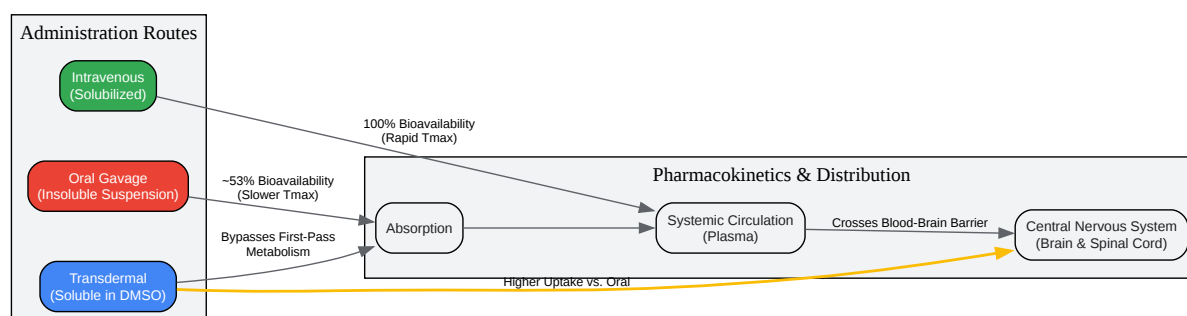 Administration Routes
Intravenous
(Solubilized)
100% Bioavailability
(Rapid Tmax)
Oral Gavage
(Insoluble Suspension)
~53% Bioavailability
(Slower Tmax)
Pharmacokinetics & Distribution
Absorption
Systemic Circulation
(Plasma)
Crosses Blood-Brain Barrier
Central Nervous System
(Brain & Spinal Cord)
Bypasses First-Pass
Metabolism
Transdermal
(Soluble in DMSO)
Higher Uptake vs. Oral